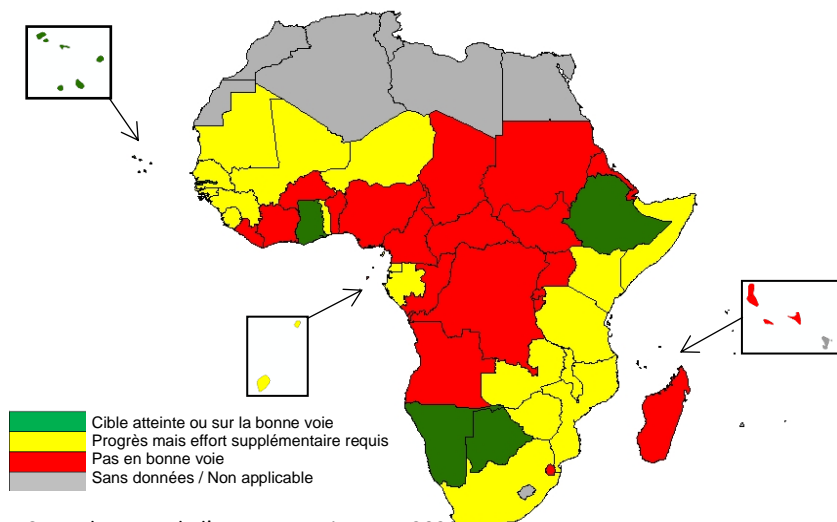 Cible atteinte ou sur la bonne voie
Progrès mais effort supplémentaire requis
Pas en bonne voie
Sans données / Non applicable